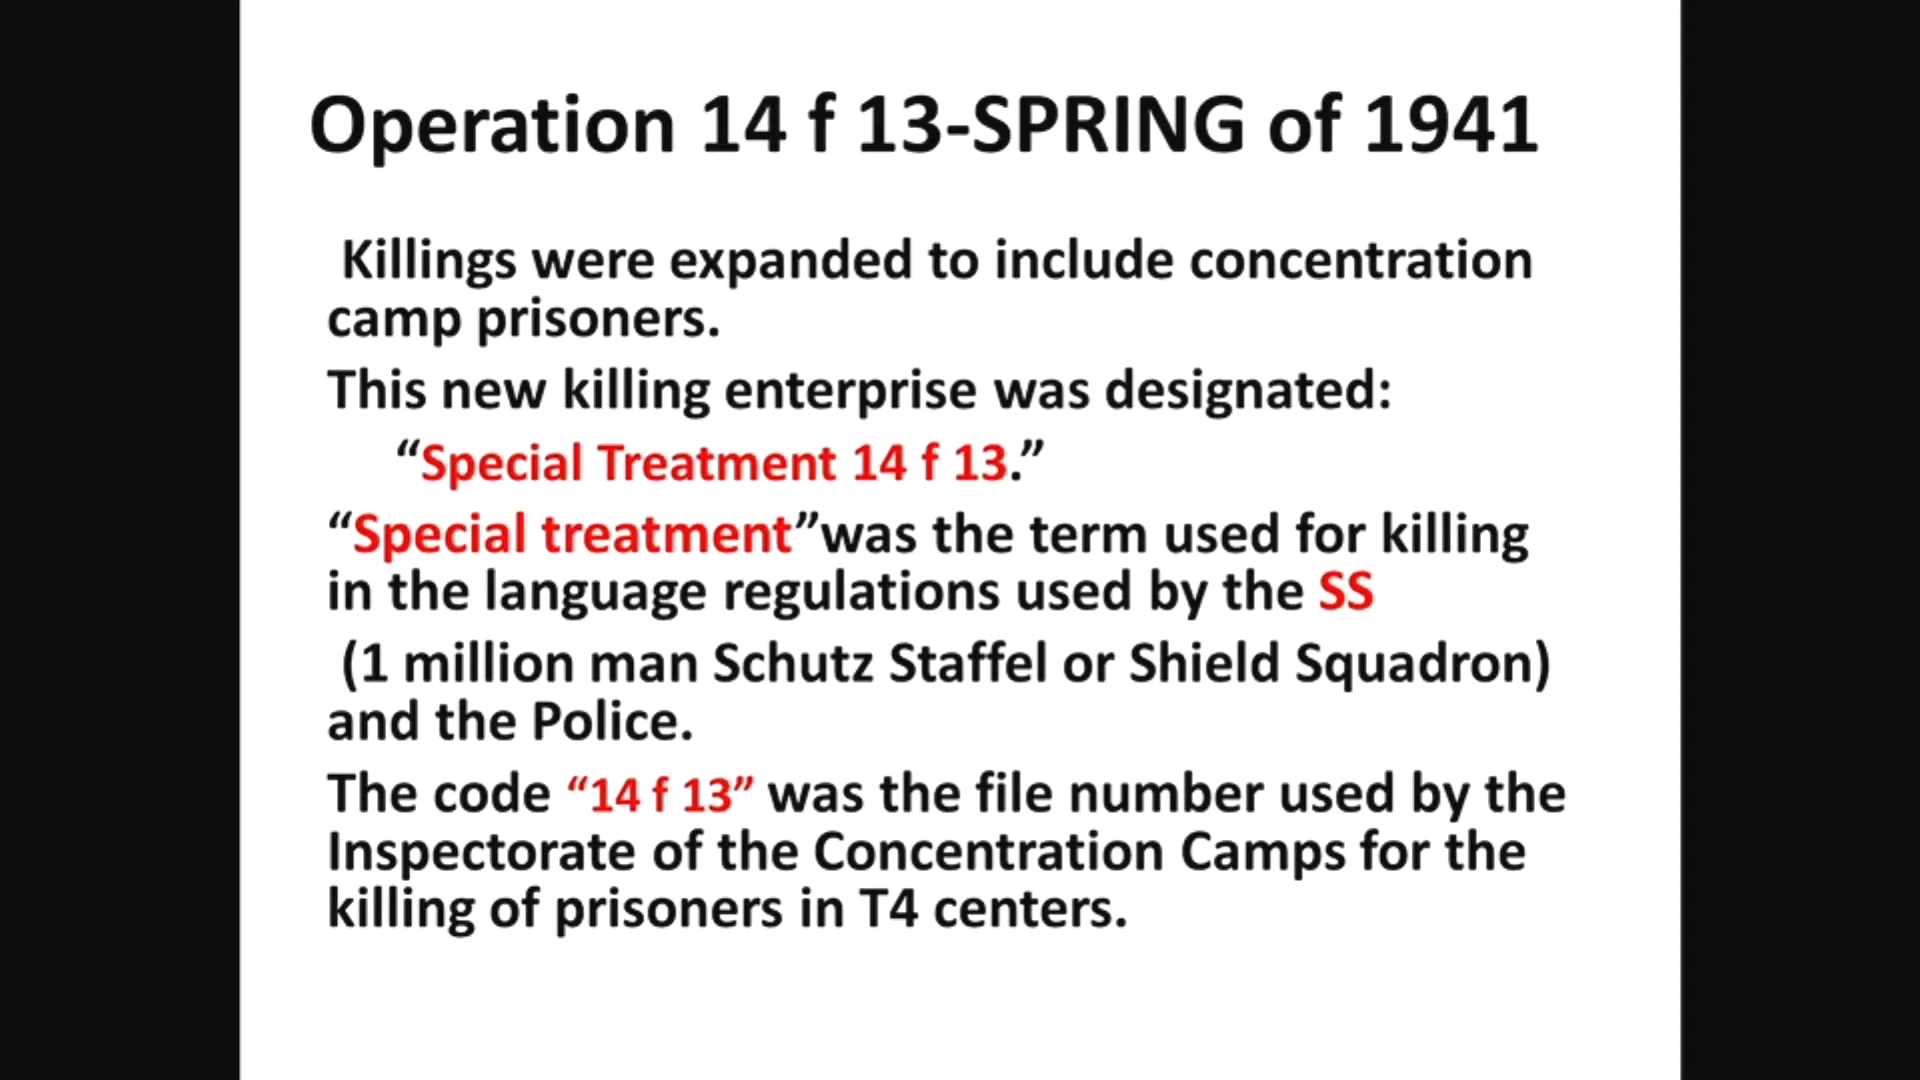 Operation 14 f 13-SPRING of 1941
Killings were expanded to include concentration
camp prisoners.
This new killing enterprise was designated:
“Special Treatment 14 f 13.”
“Special treatment”was the term used for killing
in the language regulations used by the SS
(1 million man Schutz Staffel or Shield Squadron)
and the Police.
The code “14 f 13” was the file number used by the
Inspectorate of the Concentration Camps for the
killing of prisoners in T4 centers.